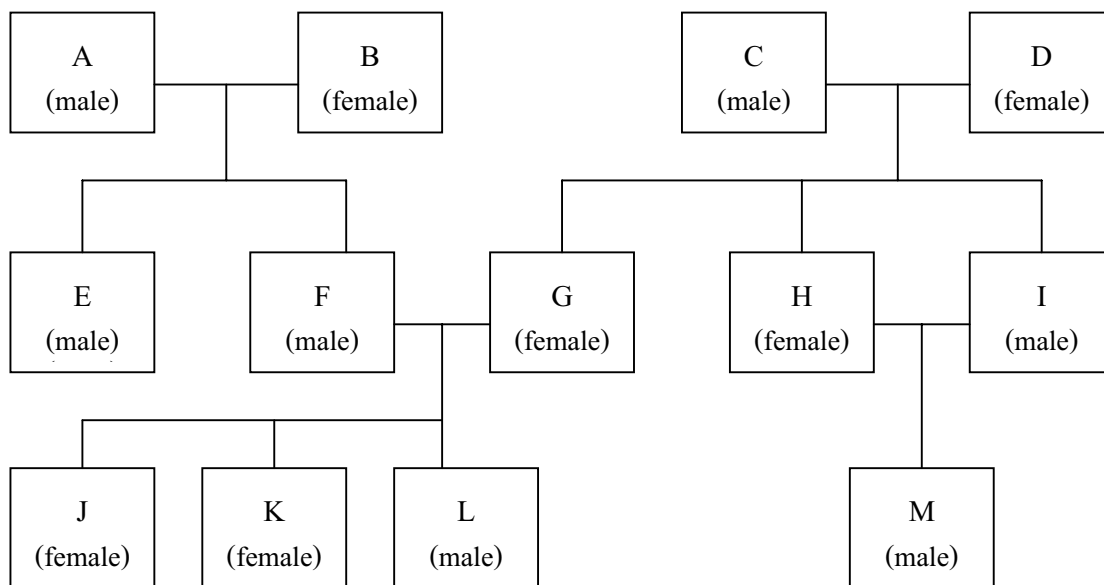 A
(male)
B
(female)
C
(male)
D
(female)
E
(male)
F
(male)
G
(female)
H
(female)
I
(male)
J
(female)
K
(female)
L
(male)
M
(male)